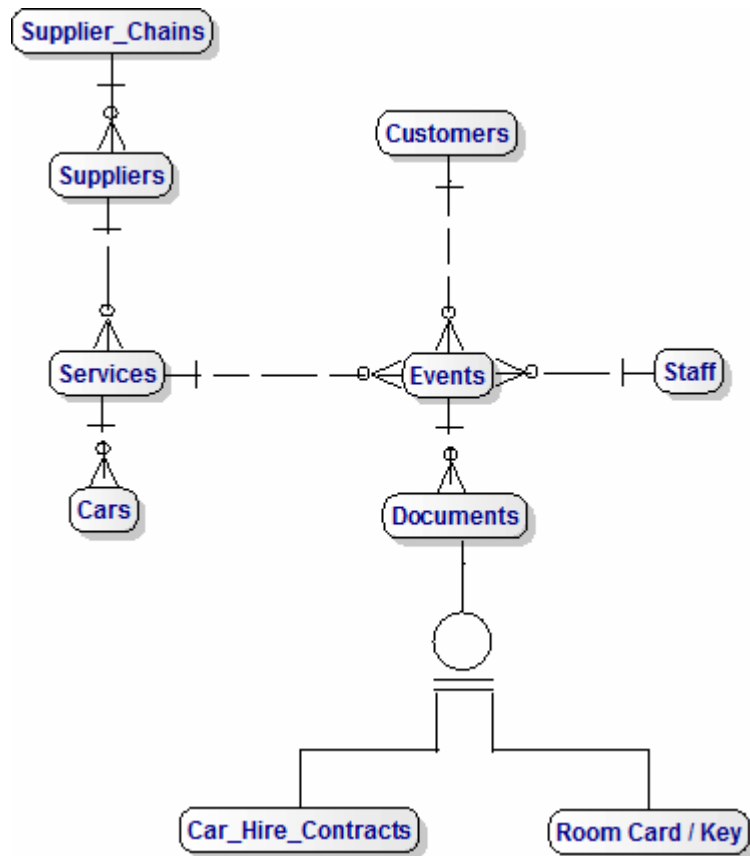 Supplier_Chains
Customers
Suppliers
Services
Events
Staff
Cars
Documents
Car_Hire_Contracts
Room Card / Key